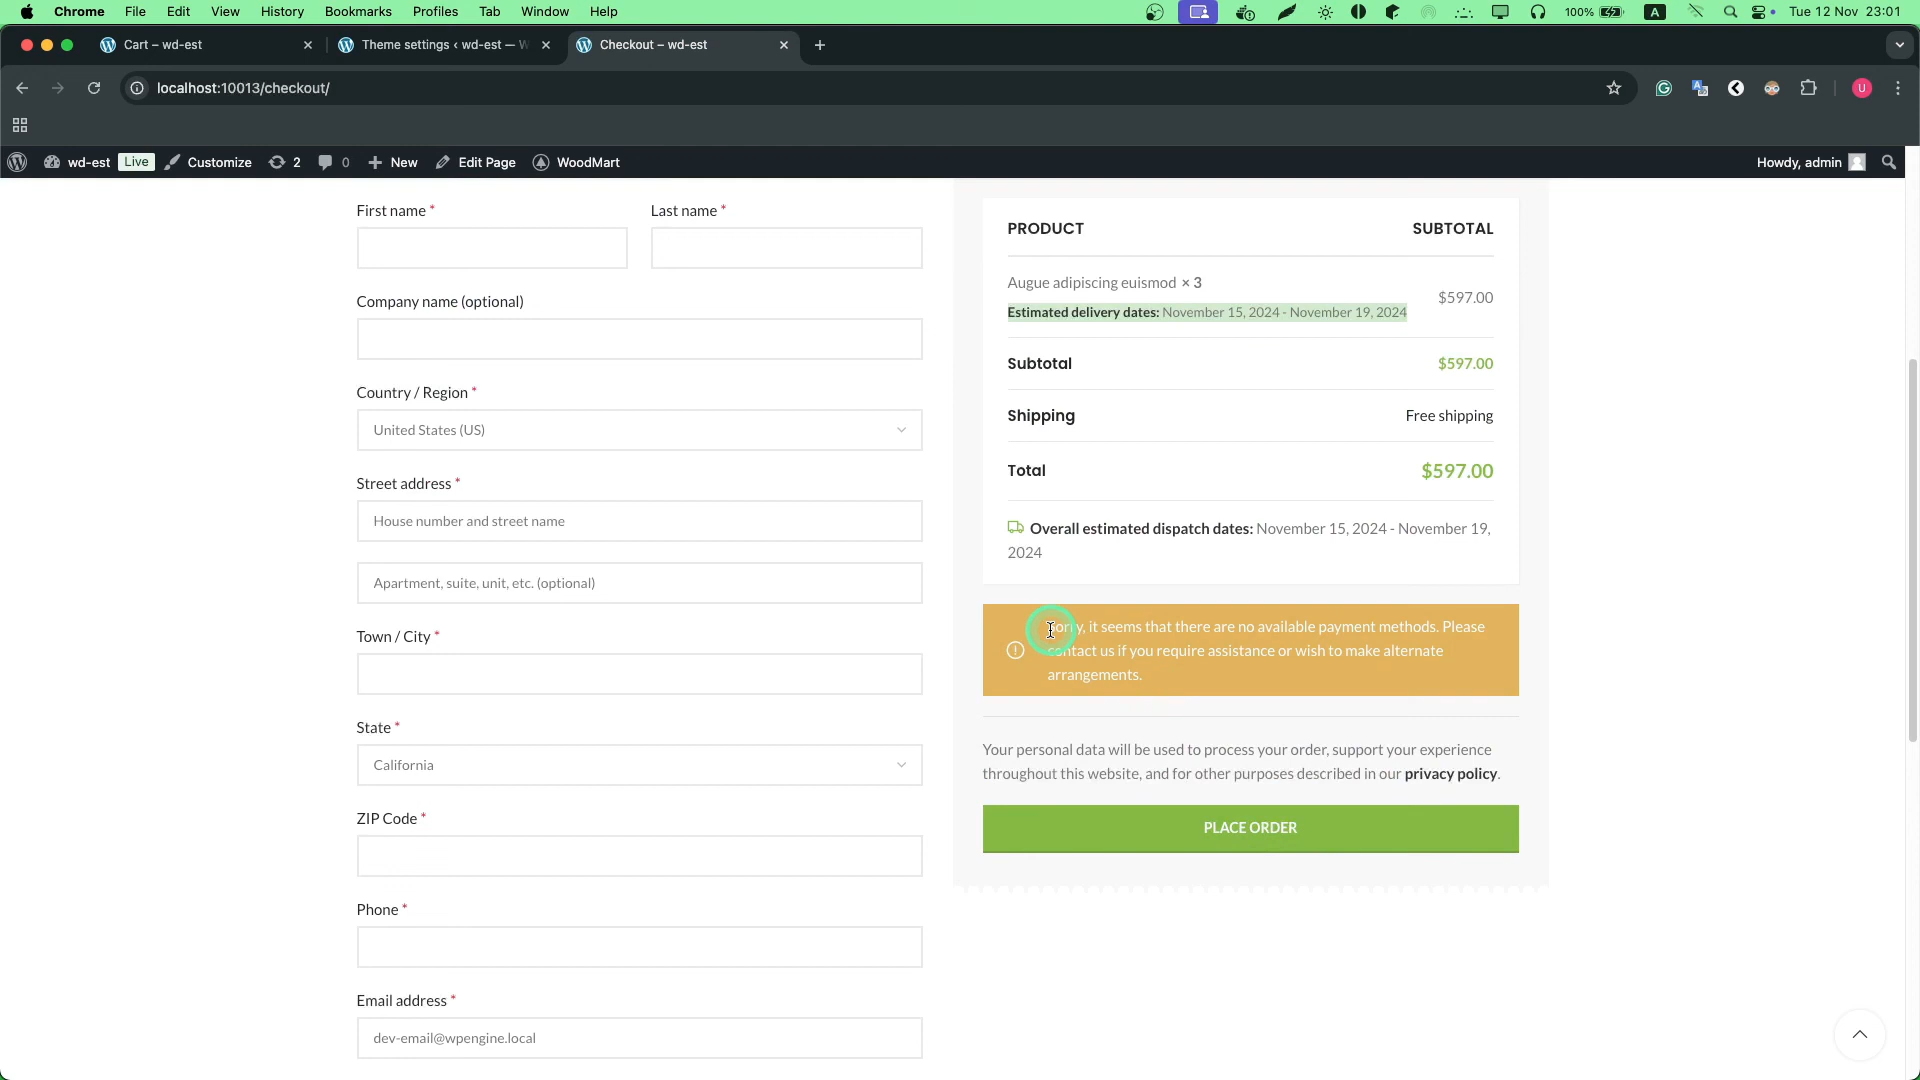 Chrome File Edit View History Bookmarks Profiles Tab Window Help 100% A Tue 12 Nov 23:01
Cart – wd-est
Theme settings ‹ wd-est —
Checkout – wd-est
localhost:10013/checkout/
U
wd-est Live Customize 2 0 New Edit Page WoodMart Howdy, admin
First name *
Last name *
Company name (optional)
Country / Region *
United States (US)
Street address *
House number and street name
Apartment, suite, unit, etc. (optional)
Town / City *
State *
California
ZIP Code *
Phone *
Email address *
dev-email@wpengine.local
PRODUCT SUBTOTAL
Augue adipiscing euismod × 3
$597.00
Estimated delivery dates: November 15, 2024 - November 19, 2024
Subtotal $597.00
Shipping Free shipping
Total $597.00
Overall estimated dispatch dates: November 15, 2024 - November 19,
2024
Sorry, it seems that there are no available payment methods. Please
contact us if you require assistance or wish to make alternate
arrangements.
Your personal data will be used to process your order, support your experience
throughout this website, and for other purposes described in our privacy policy.
PLACE ORDER